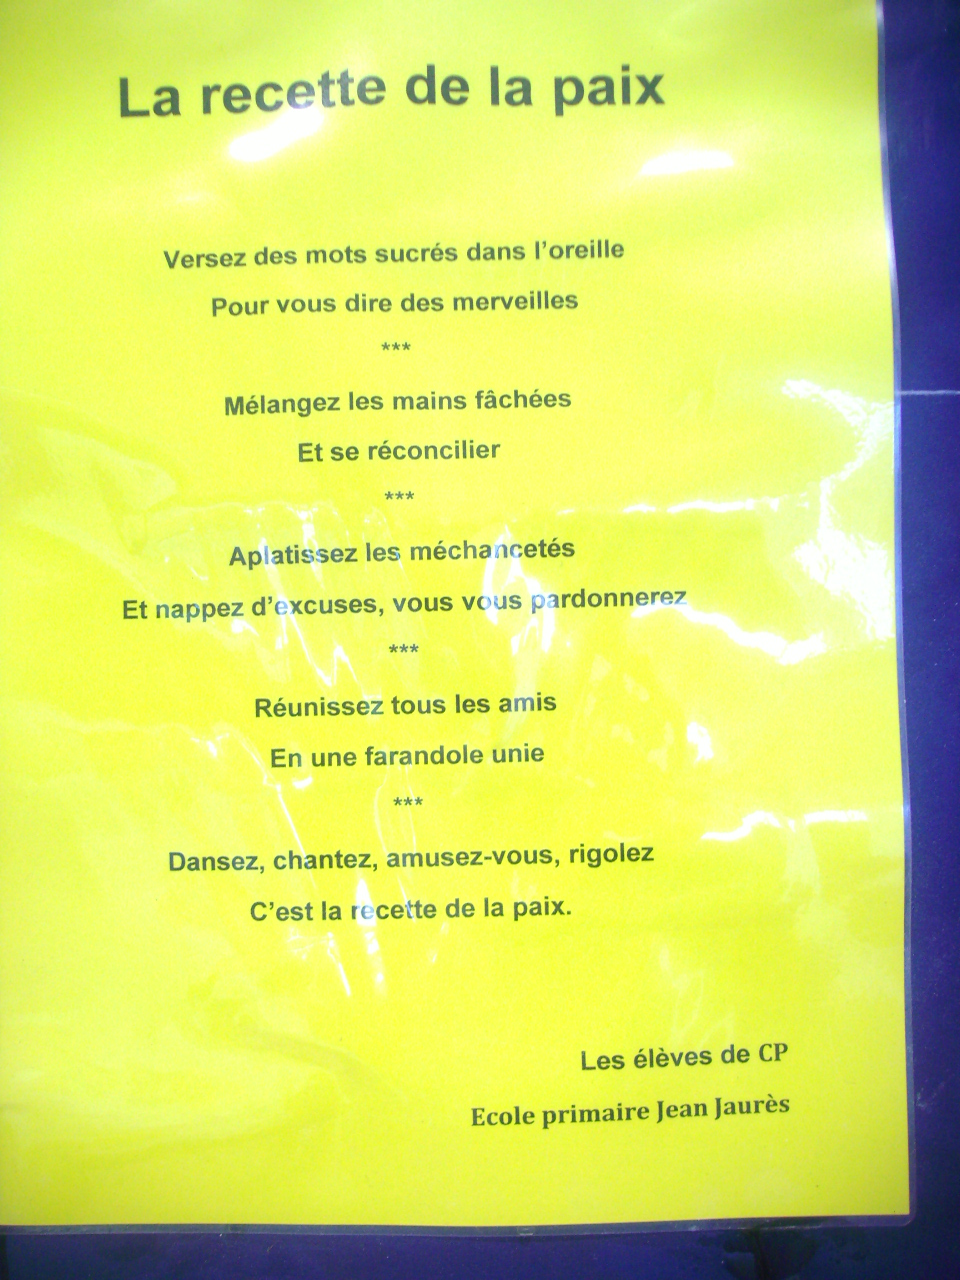 La recette de la paix
Versez des mots sucrés dans l’oreille
Pour vous dire des merveilles
***
Mélangez les mains fâchées
Et se réconcilier
***
Aplatissez les méchancetés
Et nappez d’excuses, vous vous pardonnerez
***
Réunissez tous les amis
En une farandole unie
***
Dansez, chantez, amusez-vous, rigolez
C’est la recette de la paix.
Les élèves de CP
Ecole primaire Jean Jaurès